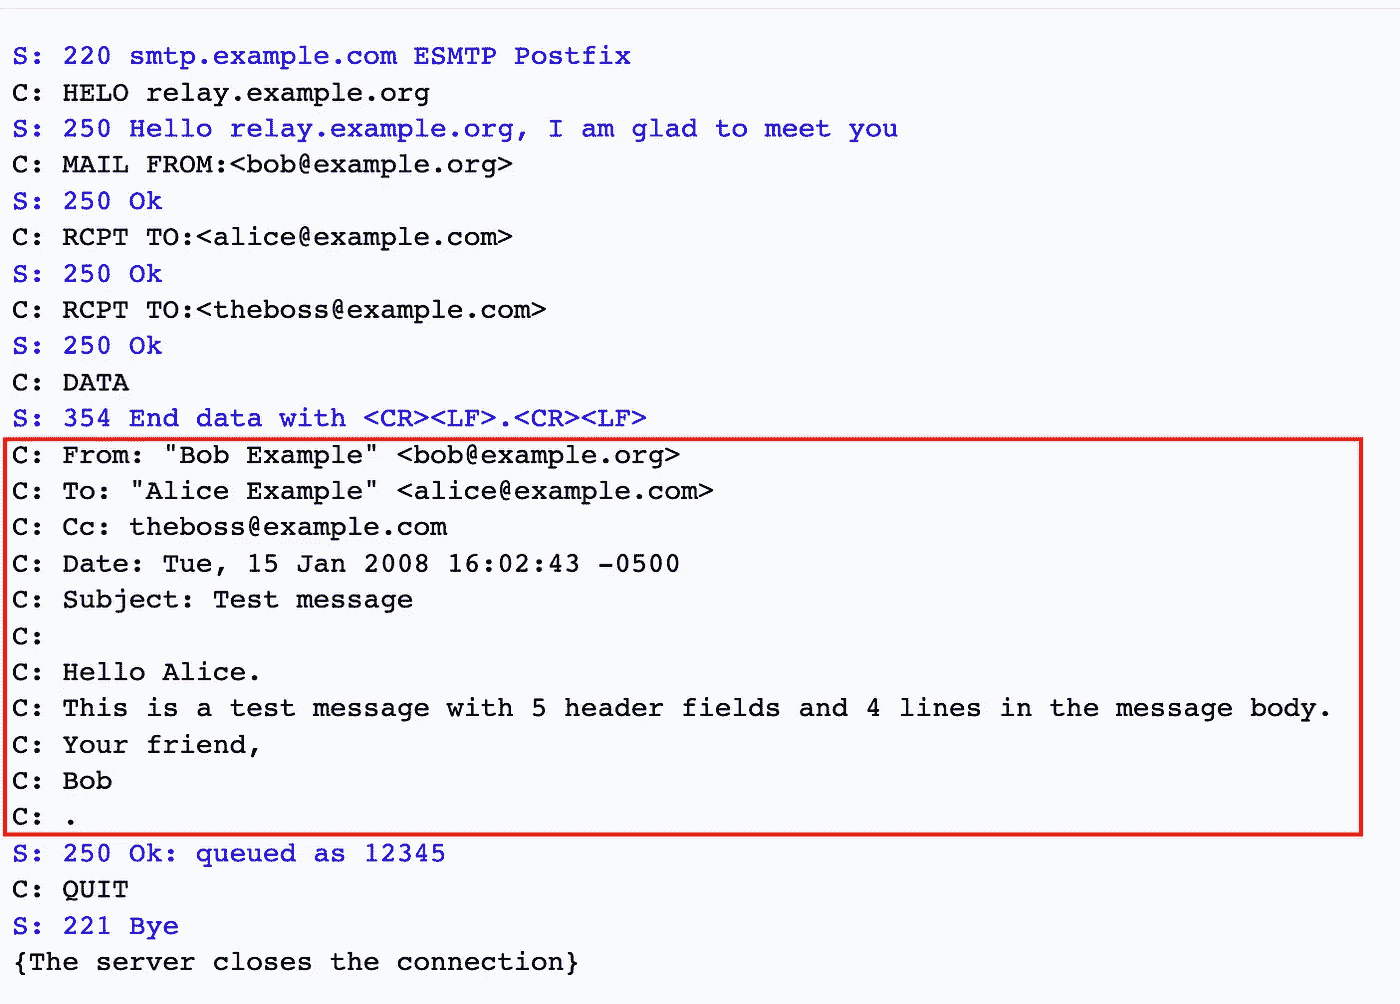 S: 220 smtp.example.com ESMTP Postfix
C: HELO relay.example.org
S: 250 Hello relay.example.org, I am glad to meet you
C: MAIL FROM:<bob@example.org>
S: 250 Ok
C: RCPT TO:<alice@example.com>
S: 250 Ok
C: RCPT TO:<theboss@example.com>
S: 250 Ok
C: DATA
S: 354 End data with <CR><LF>.<CR><LF>
C: From: "Bob Example" <bob@example.org>
C: To: "Alice Example" <alice@example.com>
C: Cc: theboss@example.com
C: Date: Tue, 15 Jan 2008 16:02:43 -0500
C: Subject: Test message
C:
C: Hello Alice.
C: This is a test message with 5 header fields and 4 lines in the message body.
C: Your friend,
C: Bob
C: .
S: 250 Ok: queued as 12345
C: QUIT
S: 221 Bye
{The server closes the connection}